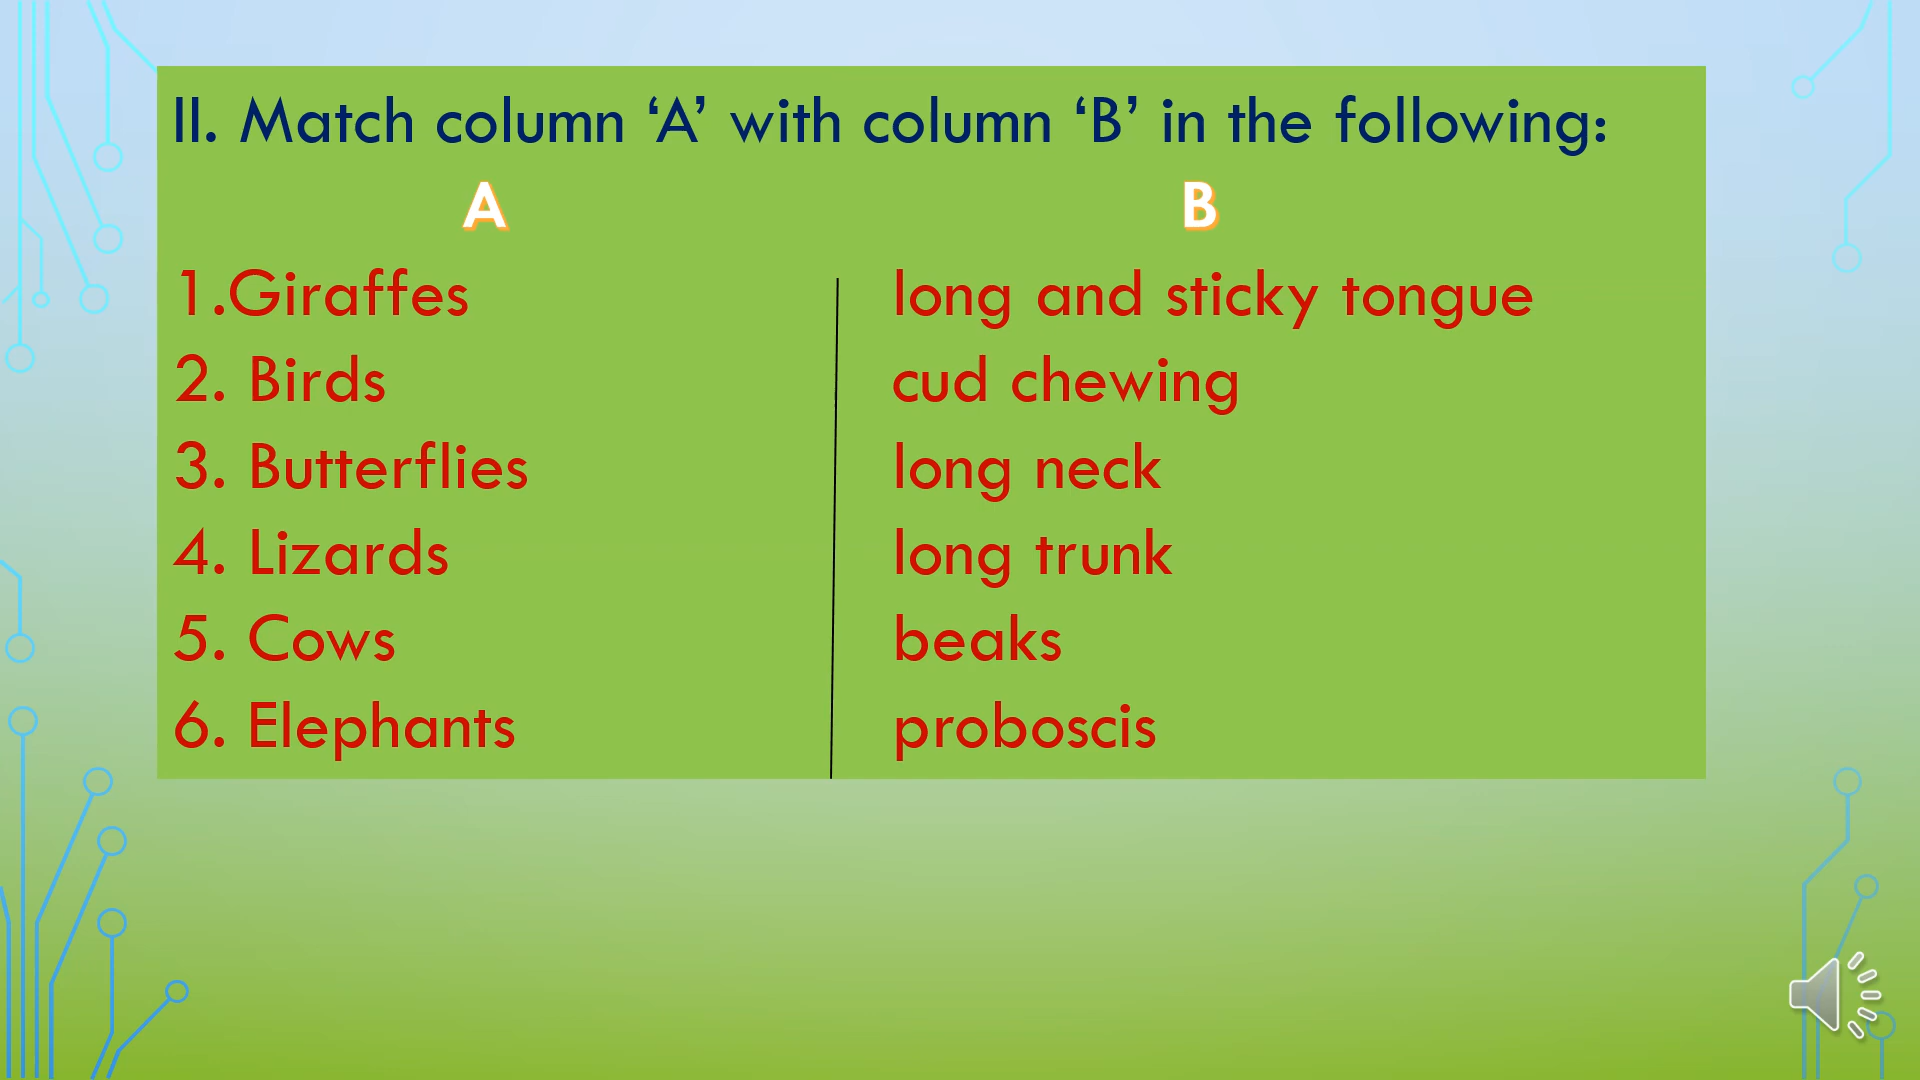 II. Match column ‘A’ with column ‘B’ in the following:
A B
1.Giraffes long and sticky tongue
2. Birds cud chewing
3. Butterflies long neck
4. Lizards long trunk
5. Cows beaks
6. Elephants proboscis